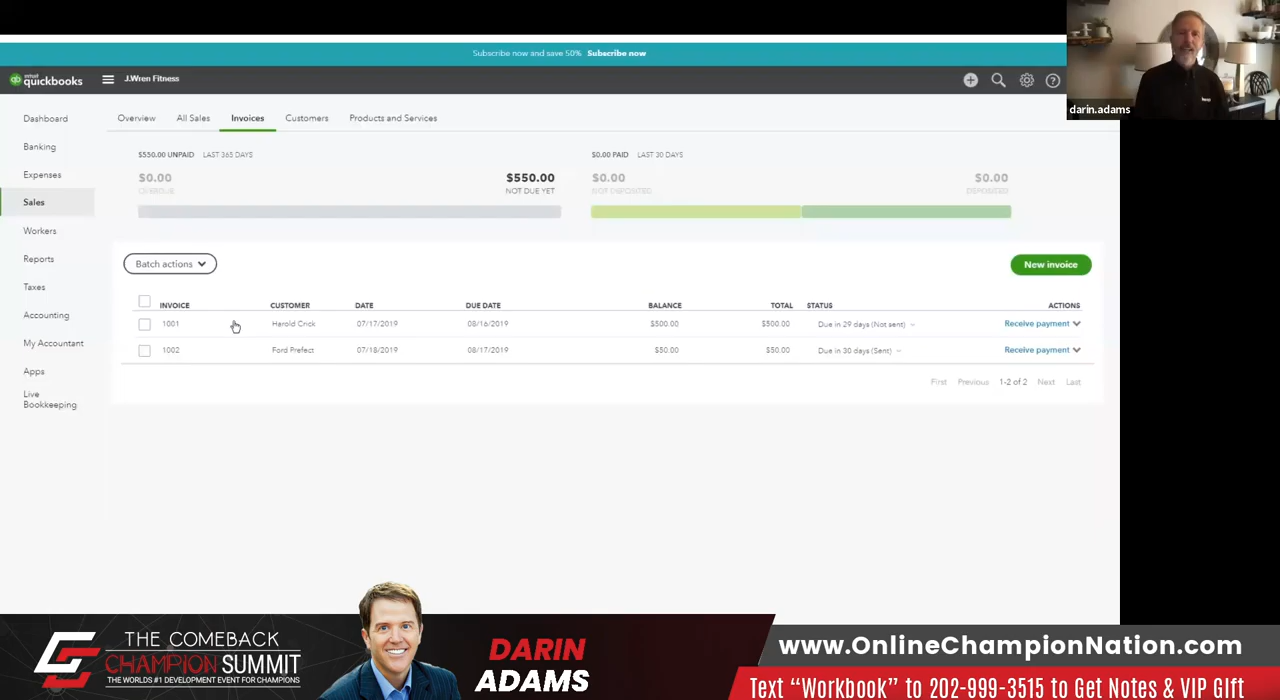 Subscribe now and save 50% Subscribe now
intuit quickbooks
J.Wren Fitness
darin.adams
Dashboard
Banking
Expenses
Sales
Workers
Reports
Taxes
Accounting
My Accountant
Apps
Live
Bookkeeping
Overview All Sales Invoices Customers Products and Services
$550.00 UNPAID LAST 365 DAYS
$0.00 $550.00
OVERDUE NOT DUE YET
$0.00 PAID LAST 30 DAYS
$0.00 $0.00
NOT DEPOSITED DEPOSITED
Batch actions
New invoice
INVOICE CUSTOMER DATE DUE DATE BALANCE TOTAL STATUS ACTIONS
1001 Harold Crick 07/17/2019 08/16/2019 $500.00 $500.00 Due in 29 days (Not sent) Receive payment
1002 Ford Prefect 07/18/2019 08/17/2019 $50.00 $50.00 Due in 30 days (Sent) Receive payment
First Previous 1-2 of 2 Next Last
THE COMEBACK
CHAMPION SUMMIT
THE WORLDS #1 DEVELOPMENT EVENT FOR CHAMPIONS
DARIN
ADAMS
www.OnlineChampionNation.com
Text “Workbook” to 202-999-3515 to Get Notes & VIP GIft